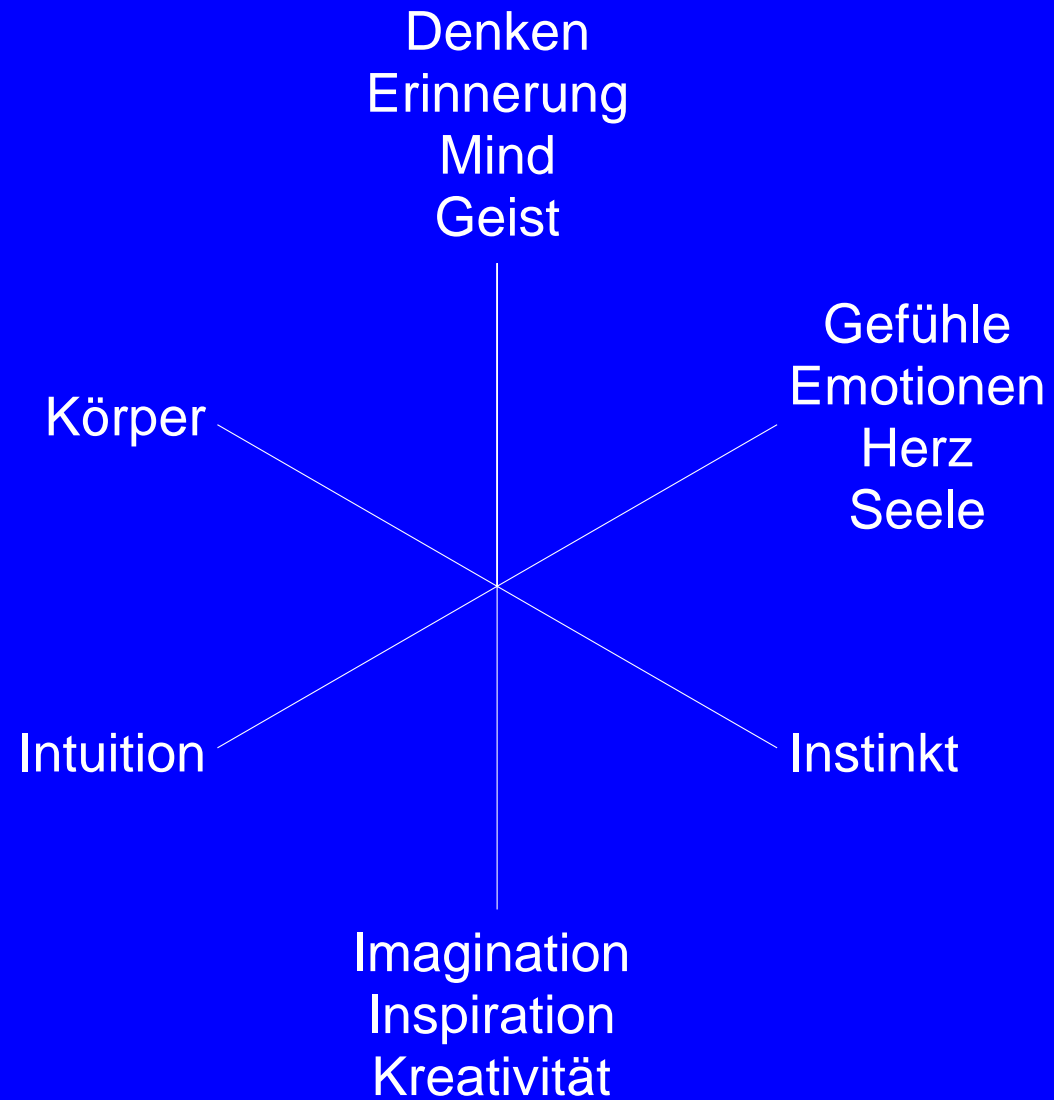 Denken
Erinnerung
Mind
Geist
Gefühle
Emotionen
Herz
Seele
Körper
Intuition
Instinkt
Imagination
Inspiration
Kreativität